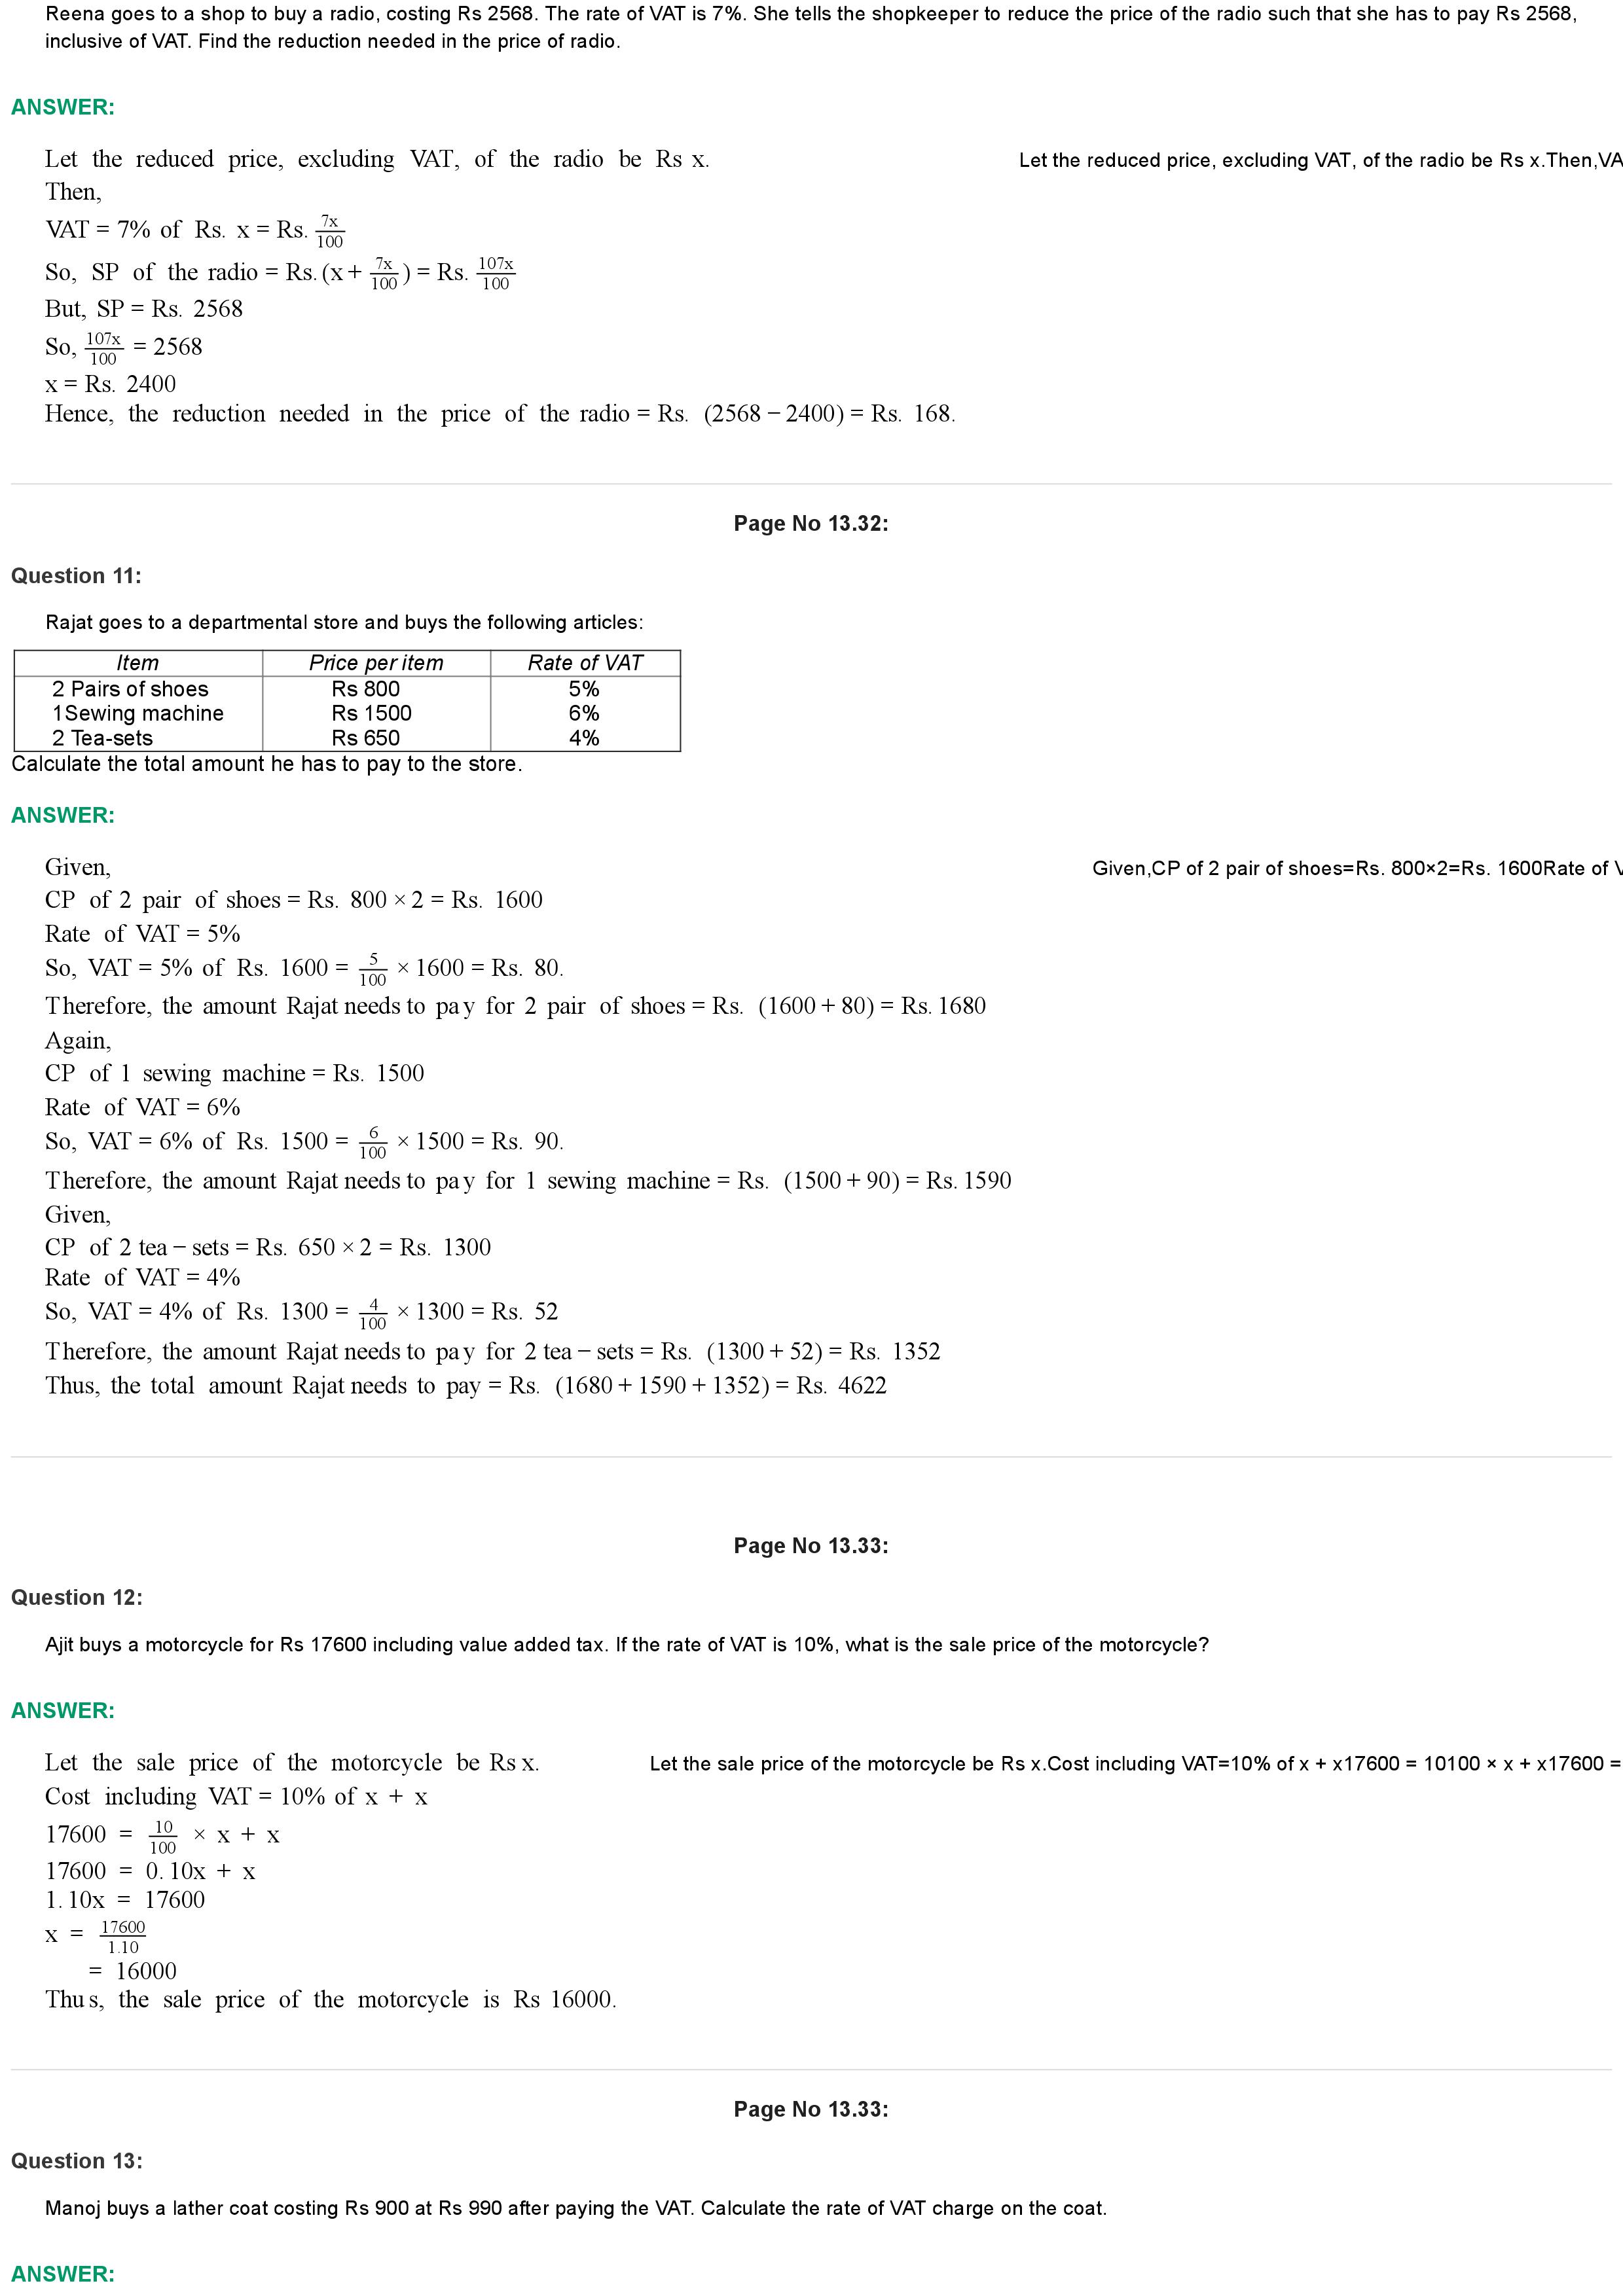 Reena goes to a shop to buy a radio, costing Rs 2568. The rate of VAT is 7%. She tells the shopkeeper to reduce the price of the radio such that she has to pay Rs 2568,
inclusive of VAT. Find the reduction needed in the price of radio.
ANSWER:
Let the reduced price, excluding VAT, of the radio be Rs x. Let the reduced price, excluding VAT, of the radio be Rs x.Then,VA
Then,
VAT = 7% of Rs. x = Rs. 7x/100
So, SP of the radio = Rs. (x + 7x/100) = Rs. 107x/100
But, SP = Rs. 2568
So, 107x/100 = 2568
x = Rs. 2400
Hence, the reduction needed in the price of the radio = Rs. (2568 − 2400) = Rs. 168.
Page No 13.32:
Question 11:
Rajat goes to a departmental store and buys the following articles:
Item Price per item Rate of VAT
2 Pairs of shoes Rs 800 5%
1Sewing machine Rs 1500 6%
2 Tea-sets Rs 650 4%
Calculate the total amount he has to pay to the store.
ANSWER:
Given, Given,CP of 2 pair of shoes=Rs. 800×2=Rs. 1600Rate of V
CP of 2 pair of shoes = Rs. 800 × 2 = Rs. 1600
Rate of VAT = 5%
So, VAT = 5% of Rs. 1600 = 5/100 × 1600 = Rs. 80.
Therefore, the amount Rajat needs to pay for 2 pair of shoes = Rs. (1600 + 80) = Rs. 1680
Again,
CP of 1 sewing machine = Rs. 1500
Rate of VAT = 6%
So, VAT = 6% of Rs. 1500 = 6/100 × 1500 = Rs. 90.
Therefore, the amount Rajat needs to pay for 1 sewing machine = Rs. (1500 + 90) = Rs. 1590
Given,
CP of 2 tea − sets = Rs. 650 × 2 = Rs. 1300
Rate of VAT = 4%
So, VAT = 4% of Rs. 1300 = 4/100 × 1300 = Rs. 52
Therefore, the amount Rajat needs to pay for 2 tea − sets = Rs. (1300 + 52) = Rs. 1352
Thus, the total amount Rajat needs to pay = Rs. (1680 + 1590 + 1352) = Rs. 4622
Page No 13.33:
Question 12:
Ajit buys a motorcycle for Rs 17600 including value added tax. If the rate of VAT is 10%, what is the sale price of the motorcycle?
ANSWER:
Let the sale price of the motorcycle be Rs x. Let the sale price of the motorcycle be Rs x.Cost including VAT=10% of x + x17600 = 10100 × x + x17600 =
Cost including VAT = 10% of x + x
17600 = 10/100 × x + x
17600 = 0.10x + x
1.10x = 17600
x = 17600/1.10
= 16000
Thus, the sale price of the motorcycle is Rs 16000.
Page No 13.33:
Question 13:
Manoj buys a lather coat costing Rs 900 at Rs 990 after paying the VAT. Calculate the rate of VAT charge on the coat.
ANSWER: